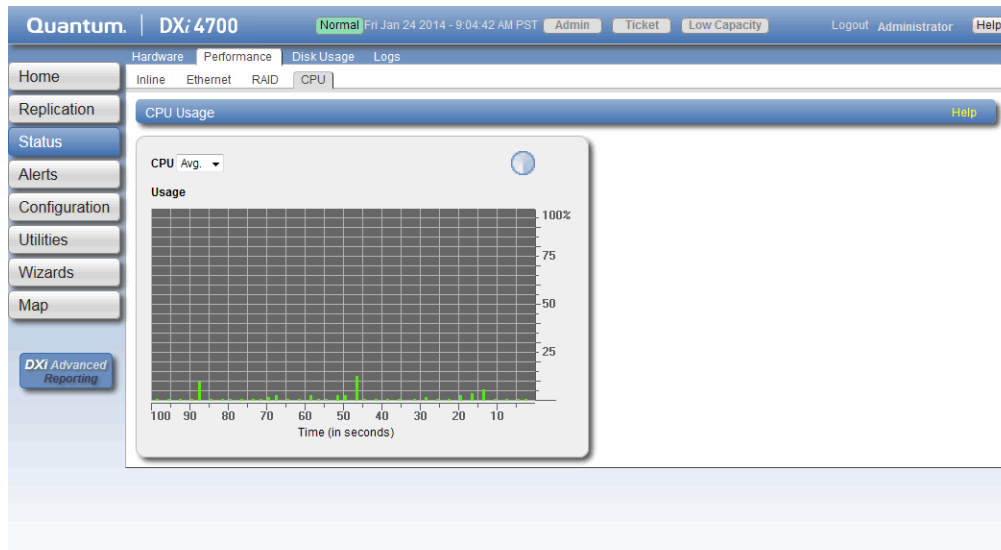 Quantum. DXi 4700 Normal Fri Jan 24 2014 - 9:04:42 AM PST Admin Ticket Low Capacity Logout Administrator Help
Hardware Performance Disk Usage Logs
Inline Ethernet RAID CPU
Home
Replication
Status
Alerts
Configuration
Utilities
Wizards
Map
DXi Advanced
Reporting
CPU Usage Help
CPU Avg.
Usage
100%
75
50
25
100 90 80 70 60 50 40 30 20 10
Time (in seconds)